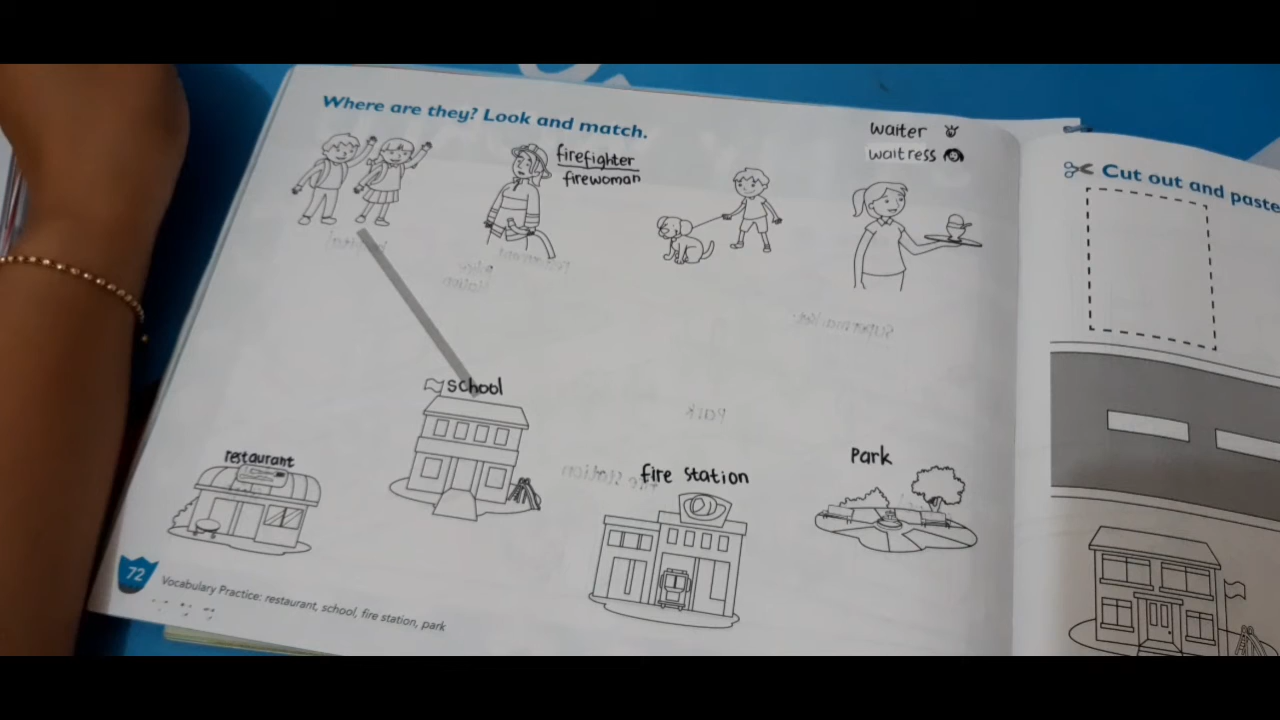 Where are they? Look and match.
waiter
waitress
firefighter
firewoman
Cut out and paste
school
Park
restaurant
fire station
72
Vocabulary Practice: restaurant, school, fire station, park